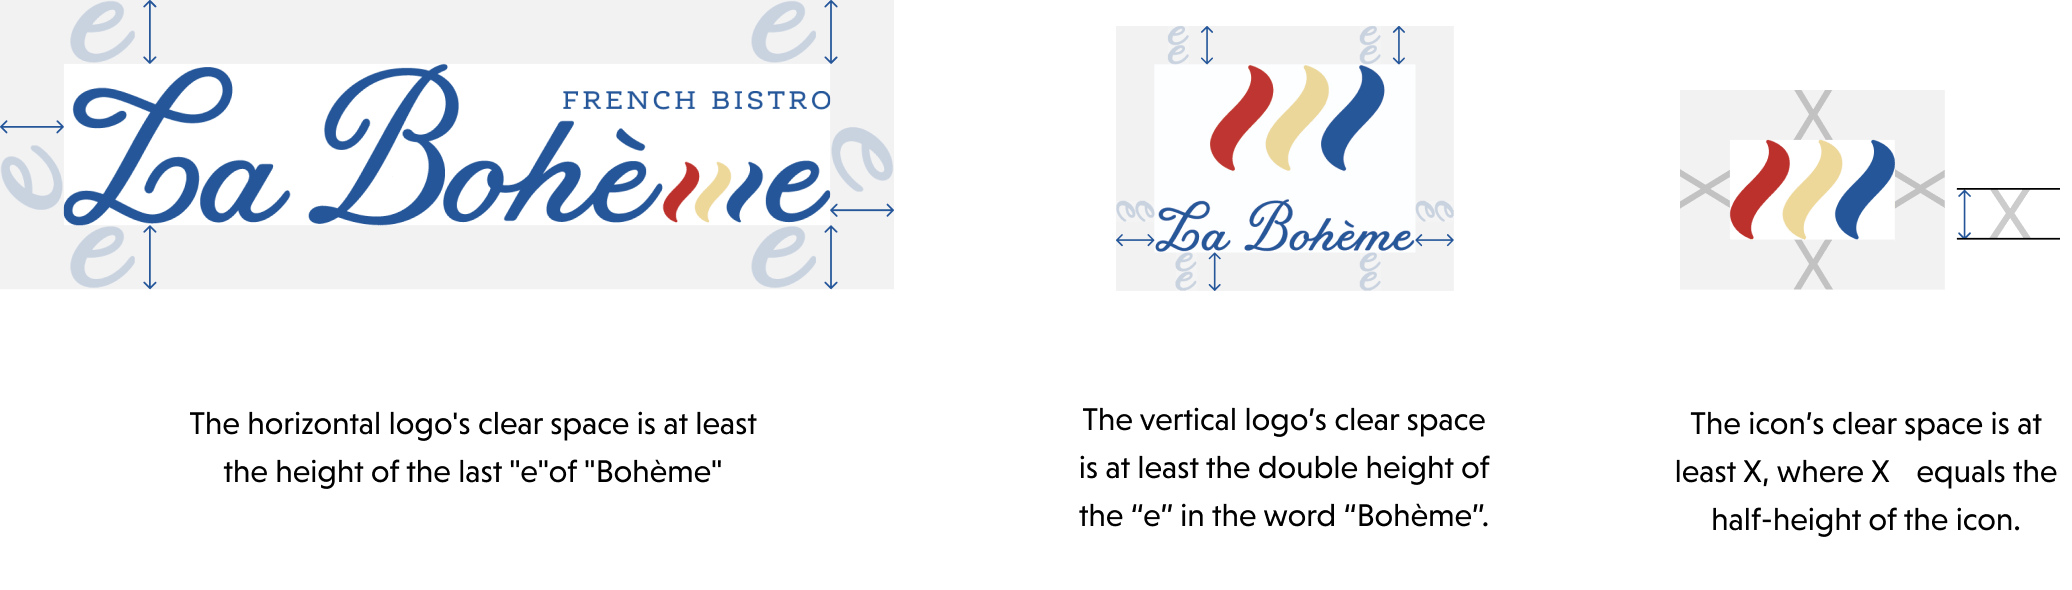 e e
FRENCH BISTRO
La Bohème
e e
e e
The horizontal logo's clear space is at least
the height of the last "e"of "Bohème"
e e
e e
ee ee
La Bohème
e e
e e
The vertical logo’s clear space
is at least the double height of
the “e” in the word “Bohème”.
X
X X X
X
The icon’s clear space is at
least X, where X equals the
half-height of the icon.